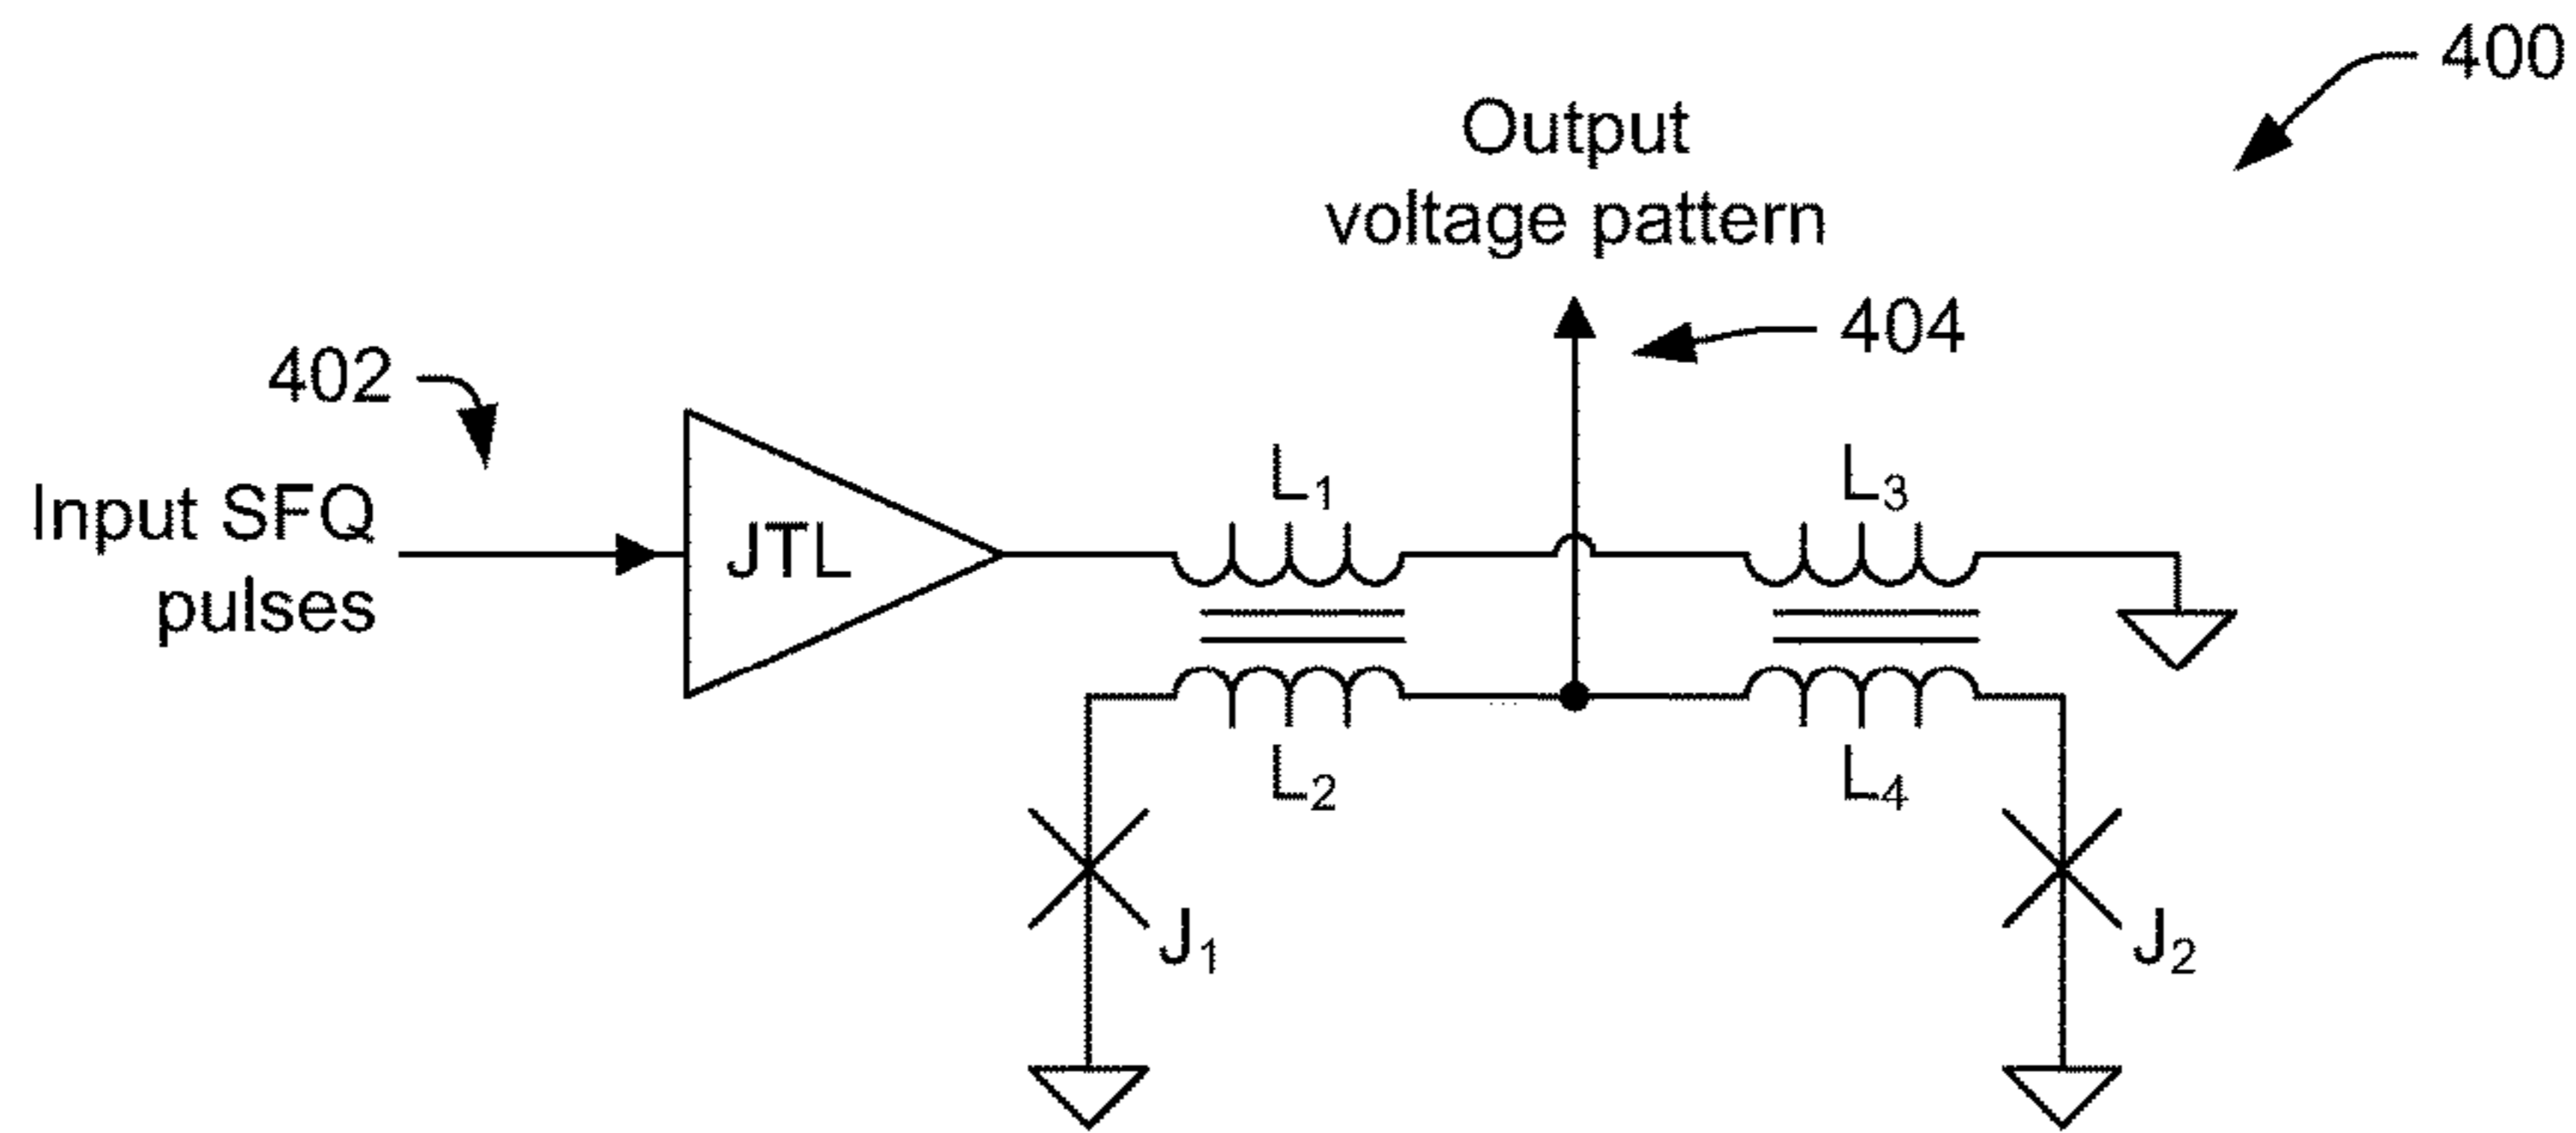 400
Output
voltage pattern
404
402
Input SFQ
pulses
JTL
L1
L3
L2
L4
J1
J2